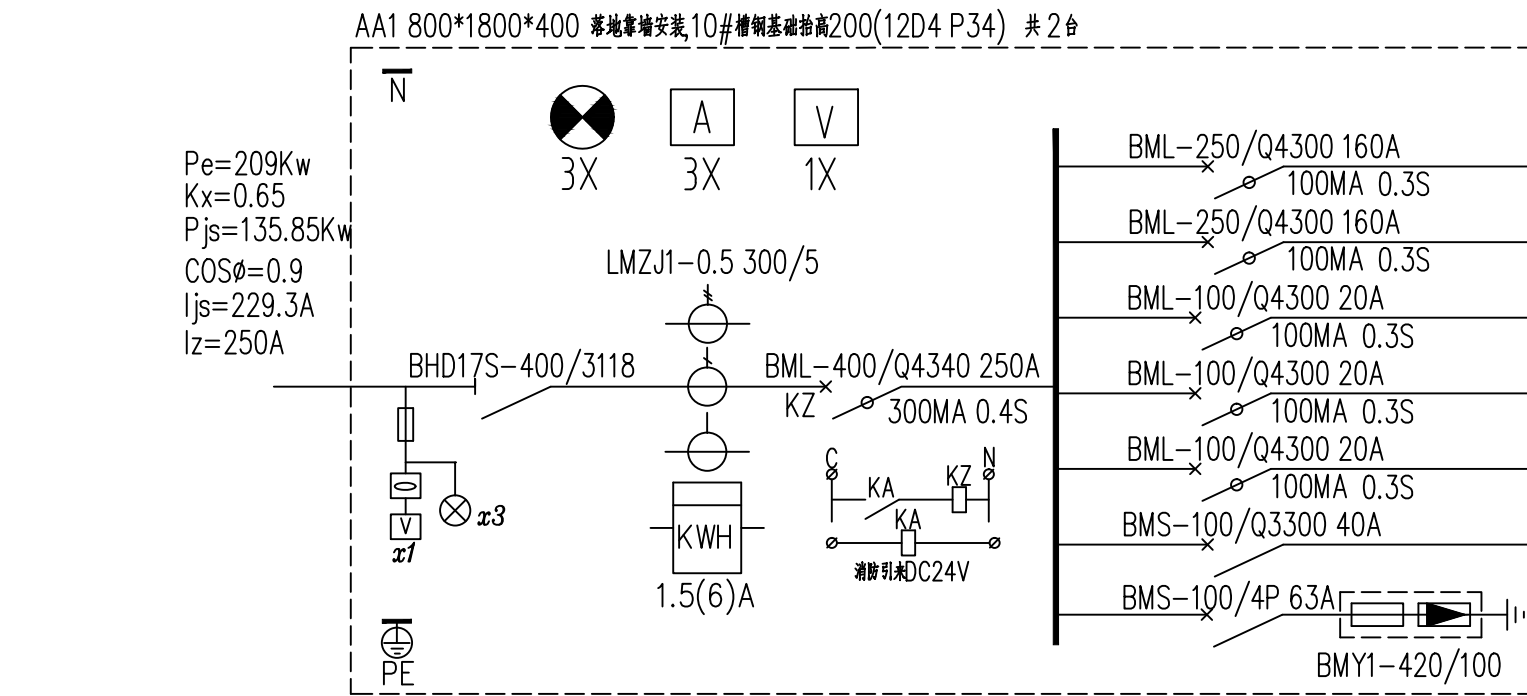 AA1 800*1800*400 落地靠墙安装,10#槽钢基础抬高200(12D4 P34) 共2台
N
A
V
3X
3X
1X
Pe=209Kw
Kx=0.65
Pjs=135.85Kw
COSø=0.9
Ijs=229.3A
Iz=250A
LMZJ1-0.5 300/5
BHD17S-400/3118
BML-400/Q4340 250A
KZ
300MA 0.4S
V
x1
x3
KWH
1.5(6)A
C
N
KA
KZ
KA
消防引来DC24V
PE
BML-250/Q4300 160A
100MA 0.3S
BML-250/Q4300 160A
100MA 0.3S
BML-100/Q4300 20A
100MA 0.3S
BML-100/Q4300 20A
100MA 0.3S
BML-100/Q4300 20A
100MA 0.3S
BMS-100/Q3300 40A
BMS-100/4P 63A
BMY1-420/100